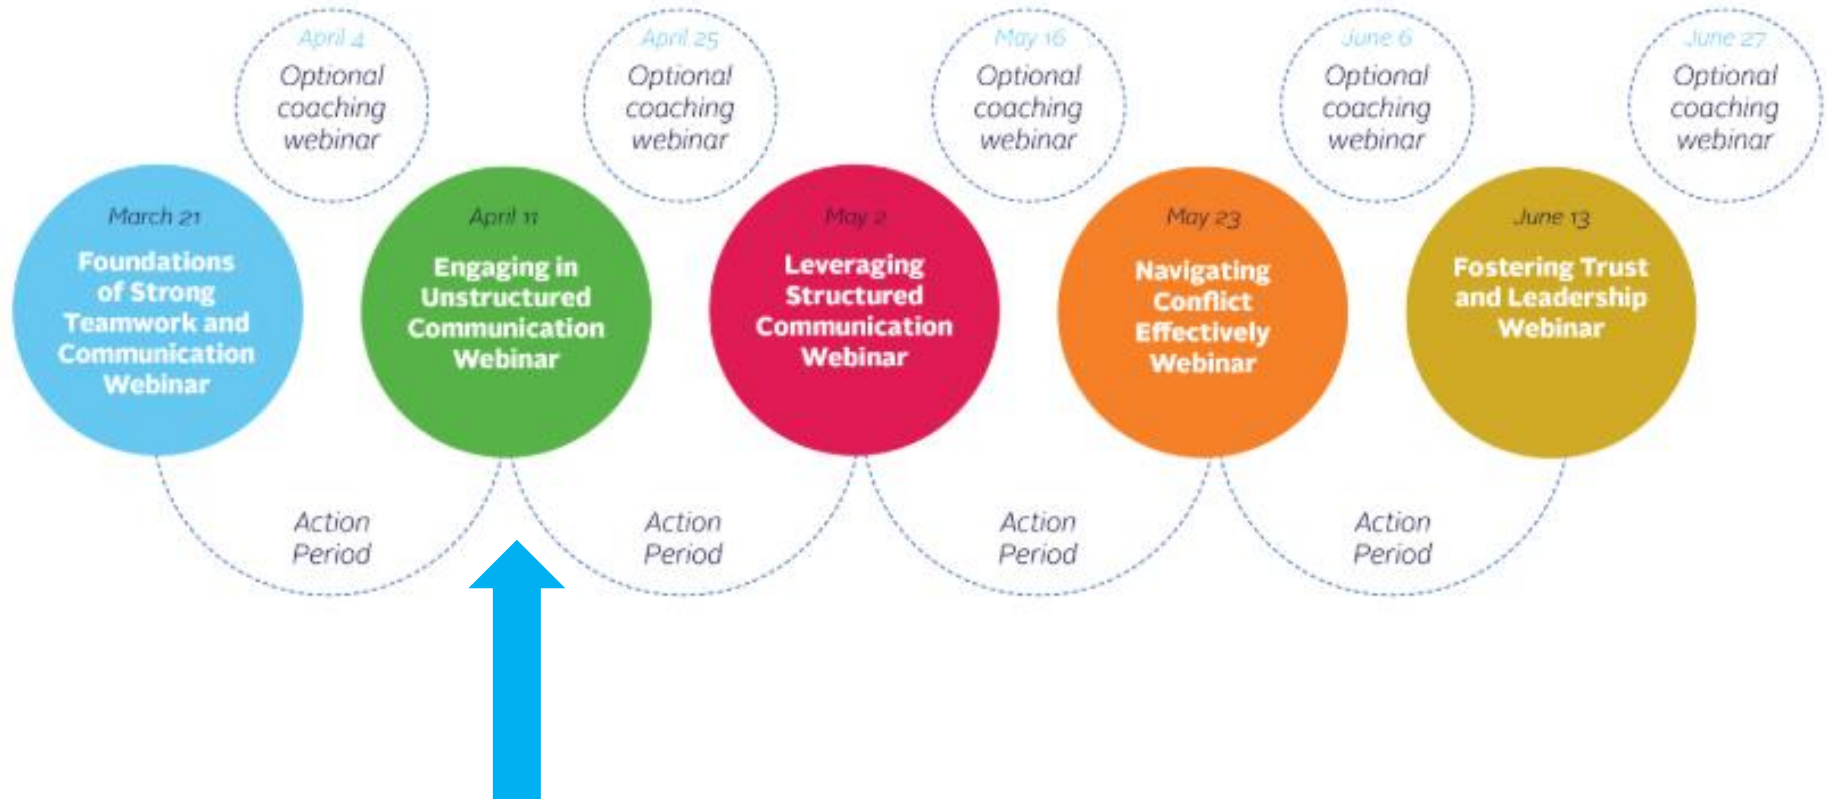 April 4
Optional
coaching
webinar
April 25
Optional
coaching
webinar
May 16
Optional
coaching
webinar
June 6
Optional
coaching
webinar
June 27
Optional
coaching
webinar
March 21
Foundations
of Strong
Teamwork and
Communication
Webinar
April 11
Engaging in
Unstructured
Communication
Webinar
May 2
Leveraging
Structured
Communication
Webinar
May 23
Navigating
Conflict
Effectively
Webinar
June 13
Fostering Trust
and Leadership
Webinar
Action
Period
Action
Period
Action
Period
Action
Period